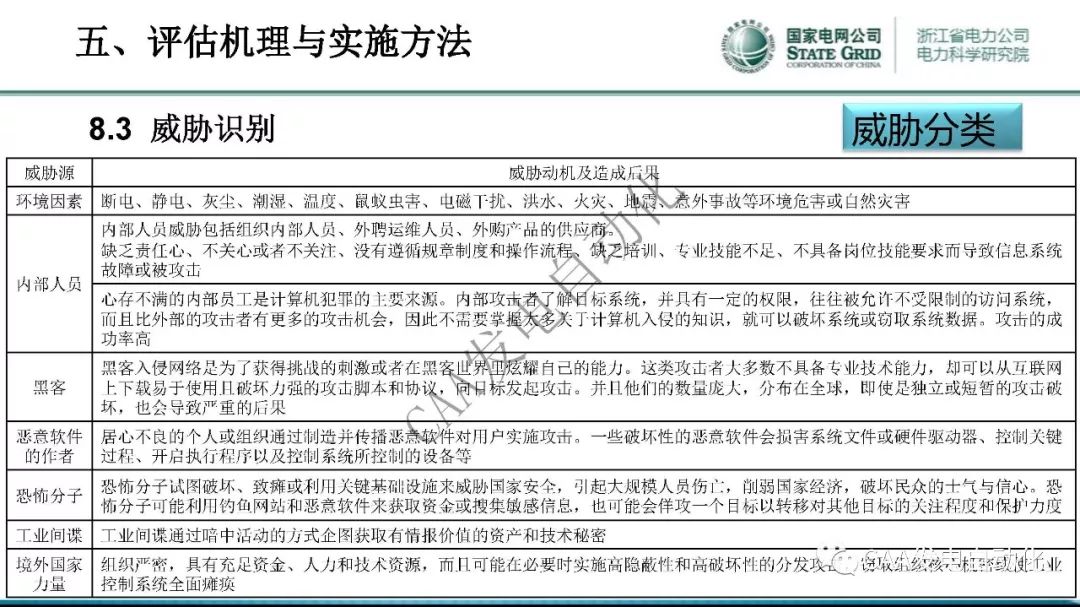 五、评估机理与实施方法
国家电网公司
STATE GRID
CORPORATION OF CHINA
浙江省电力公司
电力科学研究院
8.3 威胁识别
威胁分类
威胁源
威胁动机及造成后果
环境因素
断电、静电、灰尘、潮湿、温度、鼠蚁虫害、电磁干扰、洪水、火灾、地震、意外事故等环境危害或自然灾害
内部人员
内部人员威胁包括组织内部人员、外聘运维人员、外购产品的供应商。
缺乏责任心、不关心或者不关注、没有遵循规章制度和操作流程、缺乏培训、专业技能不足、不具备岗位技能要求而导致信息系统
故障或被攻击
心存不满的内部员工是计算机犯罪的主要来源。内部攻击者了解目标系统，并具有一定的权限，往往被允许不受限制的访问系统，
而且比外部的攻击者有更多的攻击机会，因此不需要掌握太多关于计算机入侵的知识，就可以破坏系统或窃取系统数据。攻击的成
功率高
黑客
黑客入侵网络是为了获得挑战的刺激或者在黑客世界里炫耀自己的能力。这类攻击者大多数不具备专业技术能力，却可以从互联网
上下载易于使用且破坏力强的攻击脚本和协议，向目标发起攻击。并且他们的数量庞大，分布在全球，即使是独立或短暂的攻击破
坏，也会导致严重的后果
恶意软件
的作者
居心不良的个人或组织通过制造并传播恶意软件对用户实施攻击。一些破坏性的恶意软件会损害系统文件或硬件驱动器、控制关键
过程、开启执行程序以及控制系统所控制的设备等
恐怖分子
恐怖分子试图破坏、致瘫或利用关键基础设施来威胁国家安全，引起大规模人员伤亡，削弱国家经济，破坏民众的士气与信心。恐
怖分子可能利用钓鱼网站和恶意软件来获取资金或搜集敏感信息，也可能会佯攻一个目标以转移对其他目标的关注程度和保护力度
工业间谍
工业间谍通过暗中活动的方式企图获取有情报价值的资产和技术秘密
境外国家
力量
组织严密，具有充足资金、人力和技术资源，而且可能在必要时实施高隐蔽性和高破坏性的分发攻击，窃取组织核心机密或使工业
控制系统全面瘫痪
CAA发电自动化
CAA发电自动化